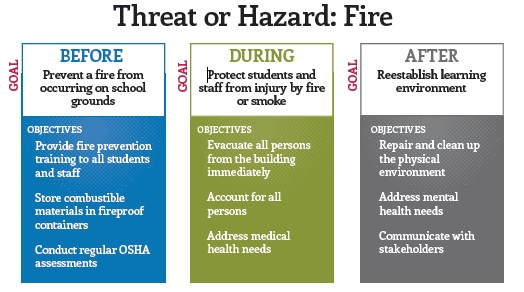 Threat or Hazard: Fire
GOAL
BEFORE
Prevent a fire from
occurring on school
grounds
OBJECTIVES
Provide fire prevention
training to all students
and staff
Store combustible
materials in fireproof
containers
Conduct regular OSHA
assessments
GOAL
DURING
Protect students and
staff from injury by fire
or smoke
OBJECTIVES
Evacuate all persons
from the building
immediately
Account for all
persons
Address medical
health needs
GOAL
AFTER
Reestablish learning
environment
OBJECTIVES
Repair and clean up
the physical
environment
Address mental
health needs
Communicate with
stakeholders